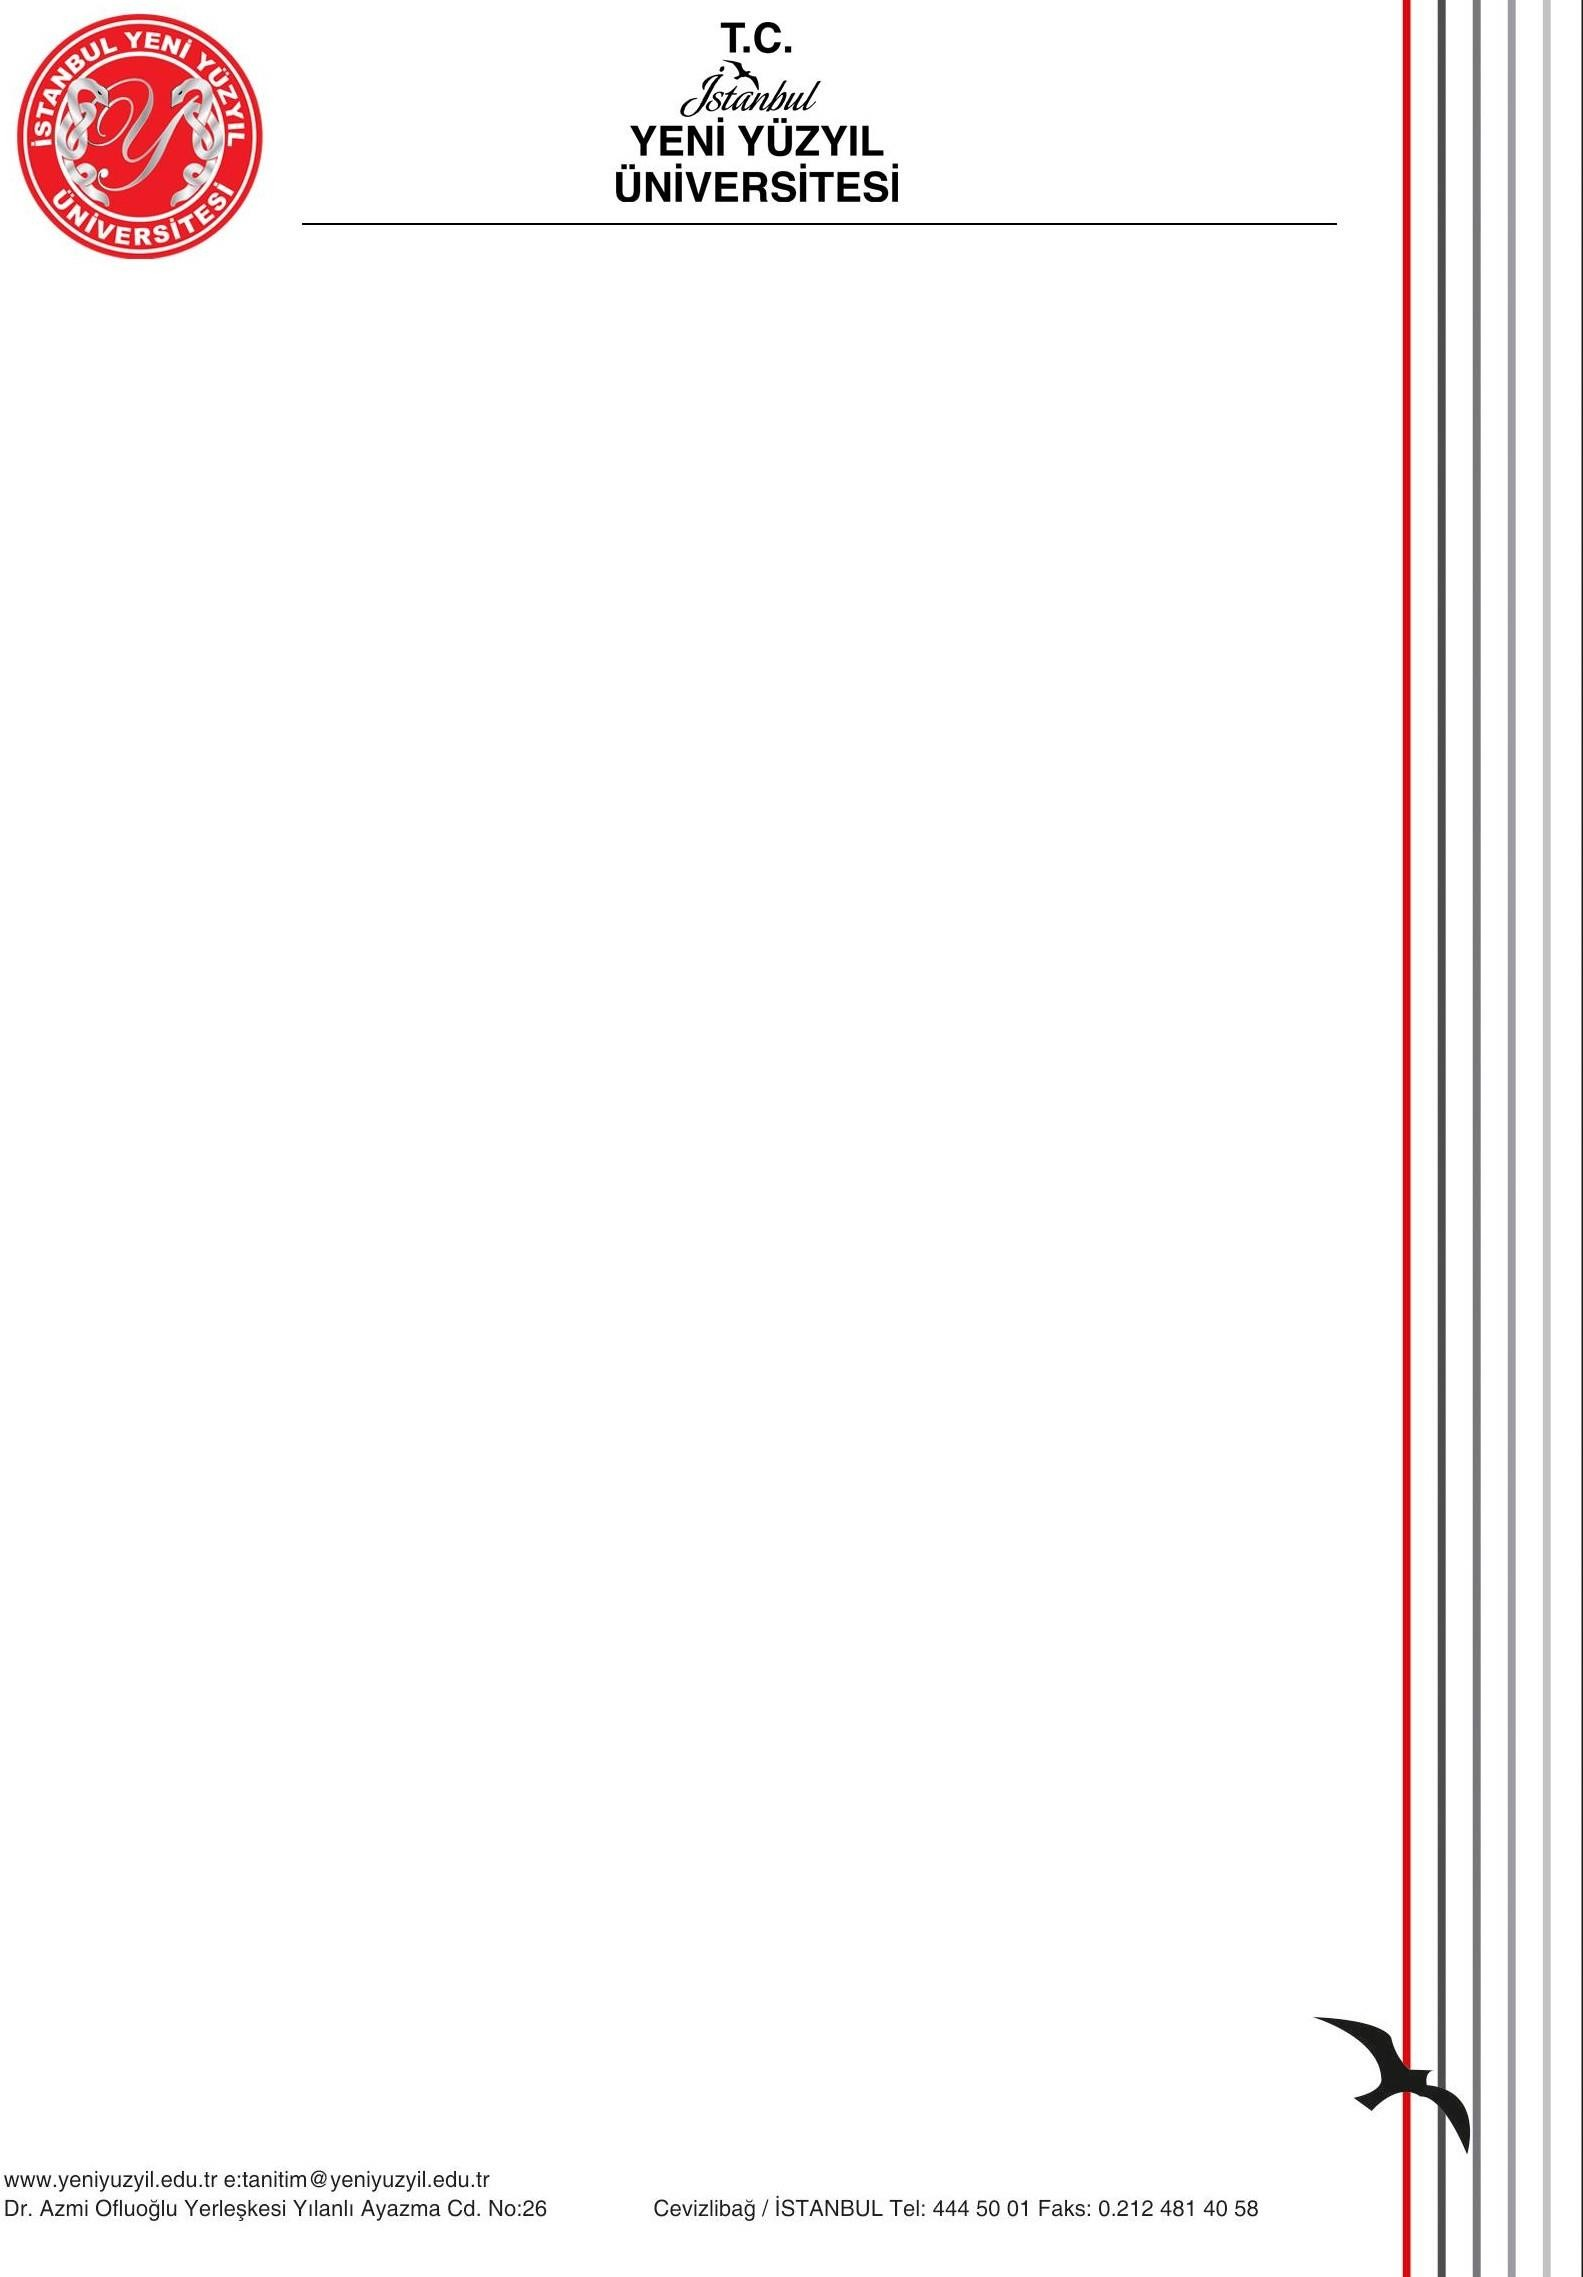 İSTANBUL YENİ YÜZYIL
ÜNİVERSİTESİ
Y
T.C.
İstanbul
YENİ YÜZYIL
ÜNİVERSİTESİ
www.yeniyuzyil.edu.tr e:tanitim@yeniyuzyil.edu.tr
Dr. Azmi Ofluoğlu Yerleşkesi Yılanlı Ayazma Cd. No:26 Cevizlibağ / İSTANBUL Tel: 444 50 01 Faks: 0.212 481 40 58